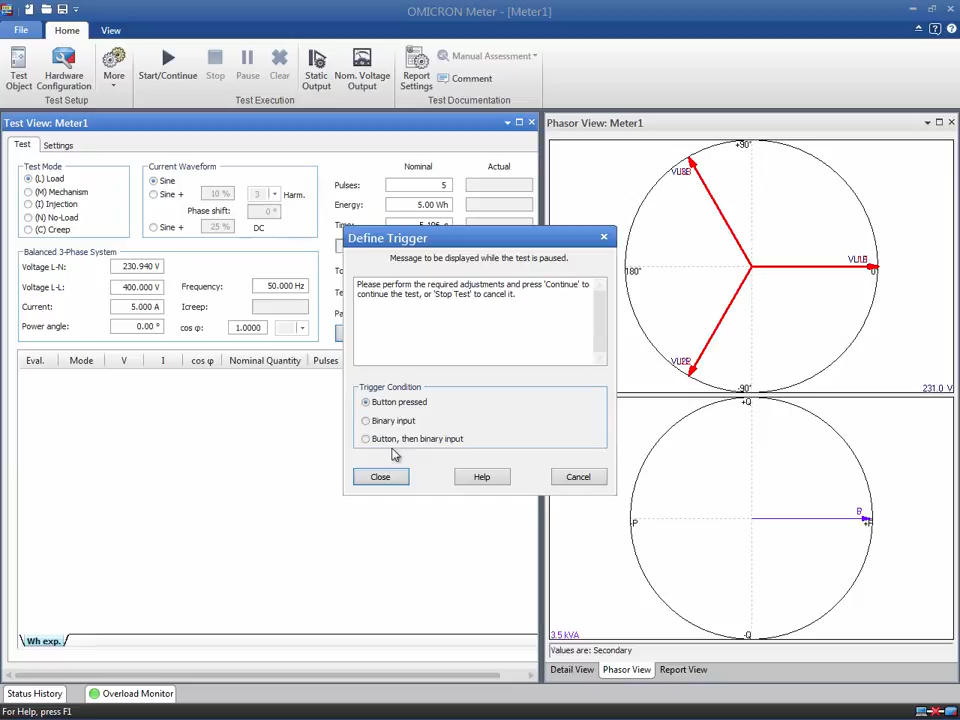 OMICRON Meter - [Meter1]
File
Home
View
Test Object
Hardware Configuration
More
Start/Continue
Stop
Pause
Clear
Static Output
Nom. Voltage Output
Report Settings
Manual Assessment
Comment
Test Setup
Test Execution
Test Documentation
Test View: Meter1
Test
Settings
Test Mode
(L) Load
(M) Mechanism
(I) Injection
(N) No-Load
(C) Creep
Current Waveform
Sine
Sine +
10 %
3
Harm.
Phase shift:
0 °
Sine +
25 %
DC
Nominal
Actual
Pulses:
5
Energy:
5.00 Wh
Balanced 3-Phase System
Voltage L-N:
230.940 V
Voltage L-L:
400.000 V
Current:
5.000 A
Power angle:
0.00 °
Frequency:
50.000 Hz
Icreep:
cos φ:
1.0000
Eval.
Mode
V
I
cos φ
Nominal Quantity
Pulses
Wh exp.
Define Trigger
Message to be displayed while the test is paused.
Please perform the required adjustments and press 'Continue' to
continue the test, or 'Stop Test' to cancel it.
Trigger Condition
Button pressed
Binary input
Button, then binary input
Close
Help
Cancel
Phasor View: Meter1
+90°
180°
0°
-90°
231.0 V
+Q
-P
+P
-Q
3.5 kVA
Values are: Secondary
Detail View
Phasor View
Report View
Status History
Overload Monitor
For Help, press F1